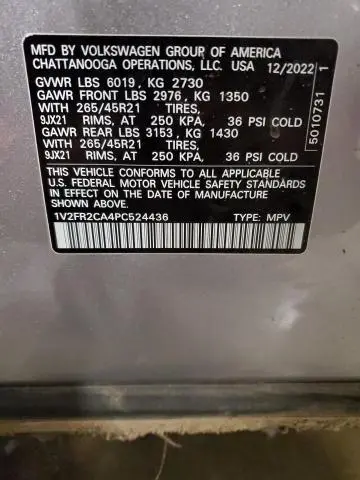 MFD BY VOLKSWAGEN GROUP OF AMERICA
CHATTANOOGA OPERATIONS, LLC. USA 12/2022
GVWR LBS 6019, KG 2730
GAWR FRONT LBS 2976, KG 1350
WITH 265/45R21 TIRES,
9JX21 RIMS, AT 250 KPA, 36 PSI COLD
GAWR REAR LBS 3153, KG 1430
WITH 265/45R21 TIRES,
9JX21 RIMS, AT 250 KPA, 36 PSI COLD
THIS VEHICLE CONFORMS TO ALL APPLICABLE
U.S. FEDERAL MOTOR VEHICLE SAFETY STANDARDS
IN EFFECT ON THE DATE OF MANUFACTURE
SHOWN ABOVE
1V2FR2CA4PC524436 TYPE: MPV
5010731 1